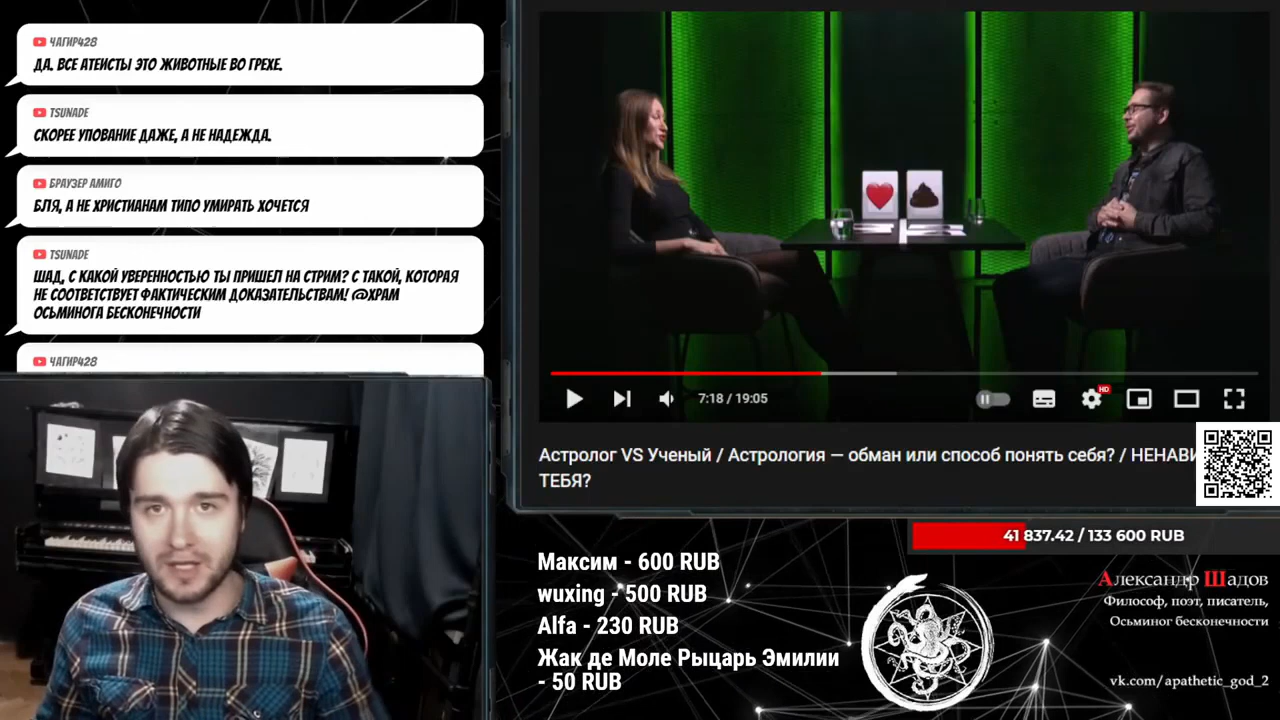 ЧАГИР428
ДА. ВСЕ АТЕИСТЫ ЭТО ЖИВОТНЫЕ ВО ГРЕХЕ.
TSUNADE
СКОРЕЕ УПОВАНИЕ ДАЖЕ, А НЕ НАДЕЖДА.
БРАУЗЕР АМИГО
БЛЯ, А НЕ ХРИСТИАНАМ ТИПО УМИРАТЬ ХОЧЕТСЯ
TSUNADE
ШАД, С КАКОЙ УВЕРЕННОСТЬЮ ТЫ ПРИШЕЛ НА СТРИМ? С ТАКОЙ, КОТОРАЯ
НЕ СООТВЕТСТВУЕТ ФАКТИЧЕСКИМ ДОКАЗАТЕЛЬСТВАМ! @ХРАМ
ОСЬМИНОГА БЕСКОНЕЧНОСТИ
ЧАГИР428
HD
7:18 / 19:05
Астролог VS Ученый / Астрология — обман или способ понять себя? / НЕНАВИ
ТЕБЯ?
41 837.42 / 133 600 RUB
Максим - 600 RUB
wuxing - 500 RUB
Alfa - 230 RUB
Жак де Моле Рыцарь Эмилии
- 50 RUB
Александр Шадов
Философ, поэт, писатель,
Осьминог бесконечности
vk.com/apathetic_god_2